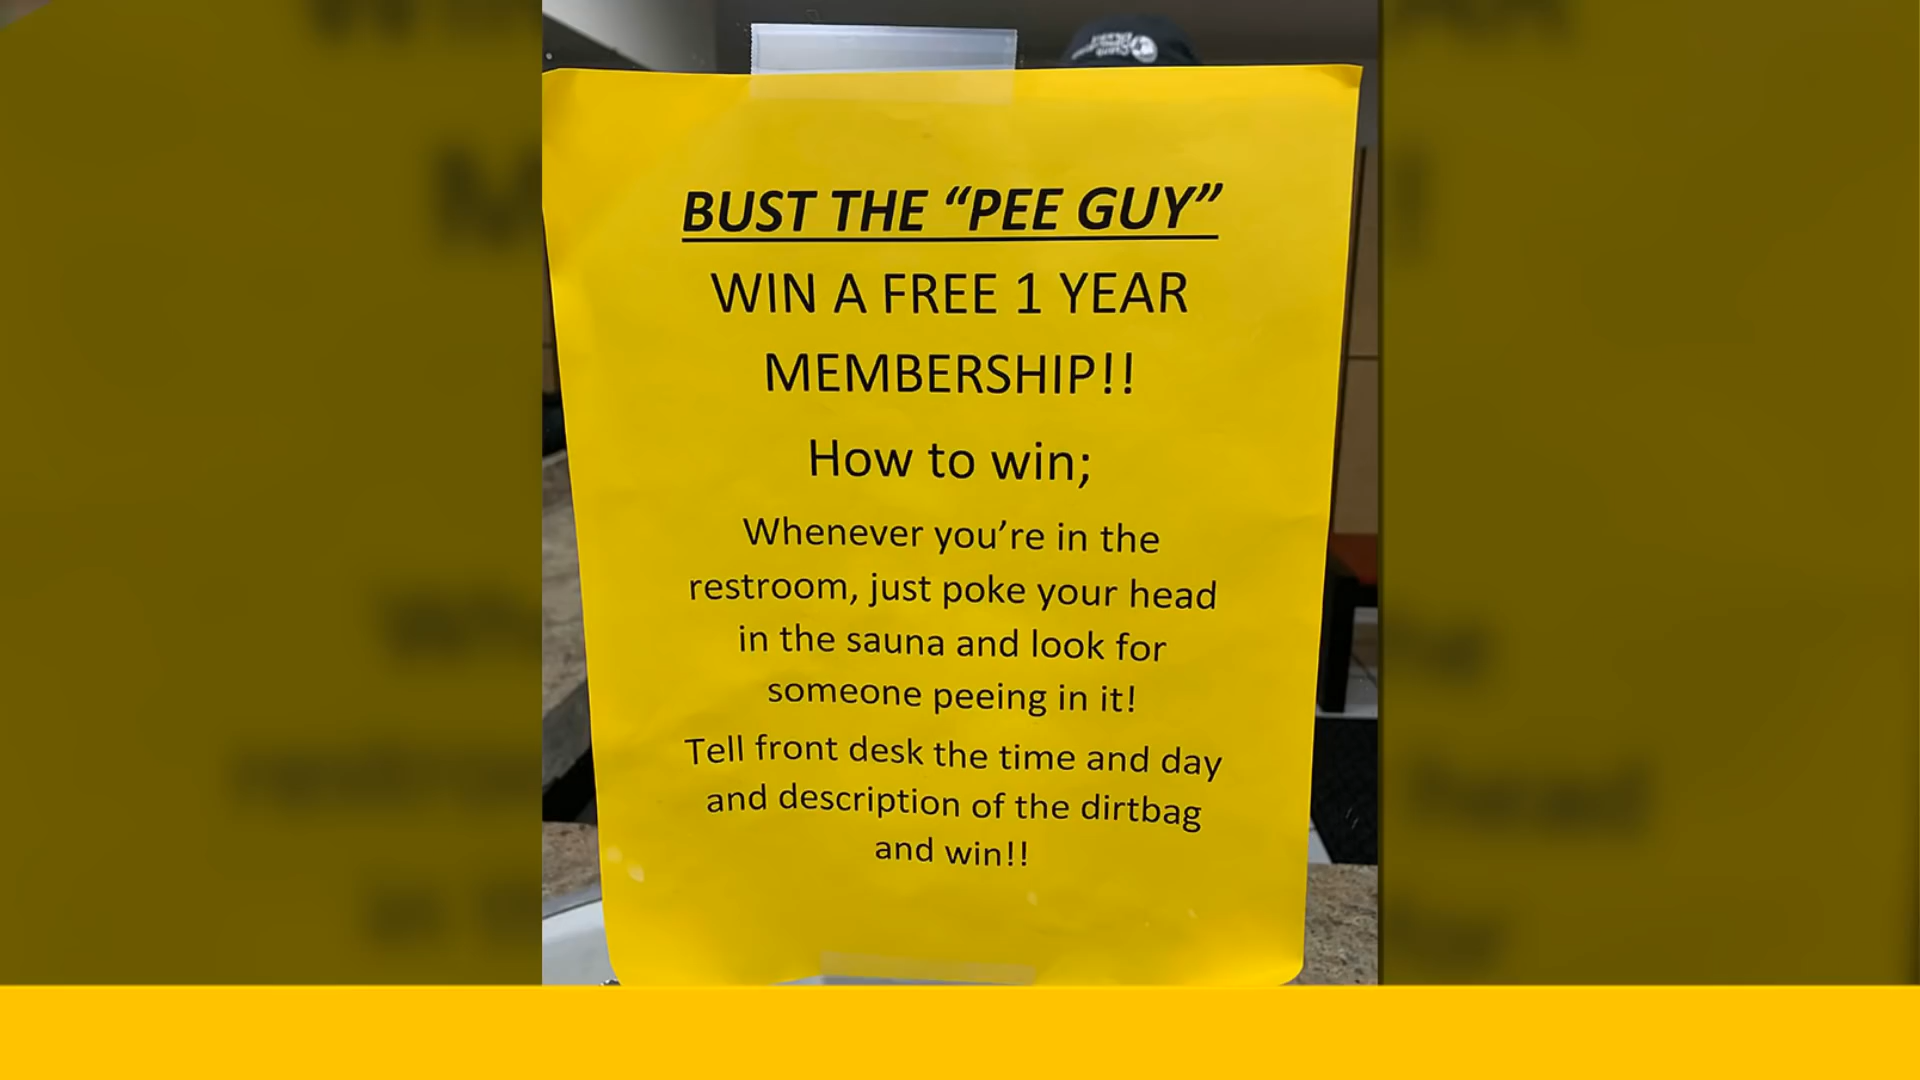 BUST THE “PEE GUY”
WIN A FREE 1 YEAR
MEMBERSHIP!!
How to win;
Whenever you’re in the
restroom, just poke your head
in the sauna and look for
someone peeing in it!
Tell front desk the time and day
and description of the dirtbag
and win!!